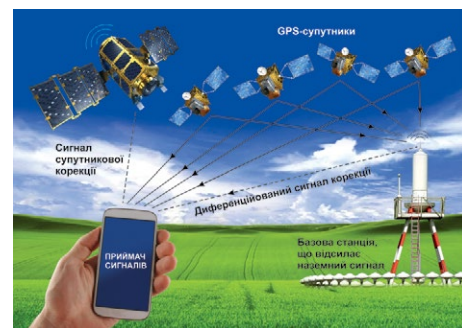 GPS-супутники
Сигнал
супутникової
корекції
Диференційований сигнал корекції
ПРИЙМАЧ
СИГНАЛІВ
Базова станція,
що відсилає
наземний сигнал